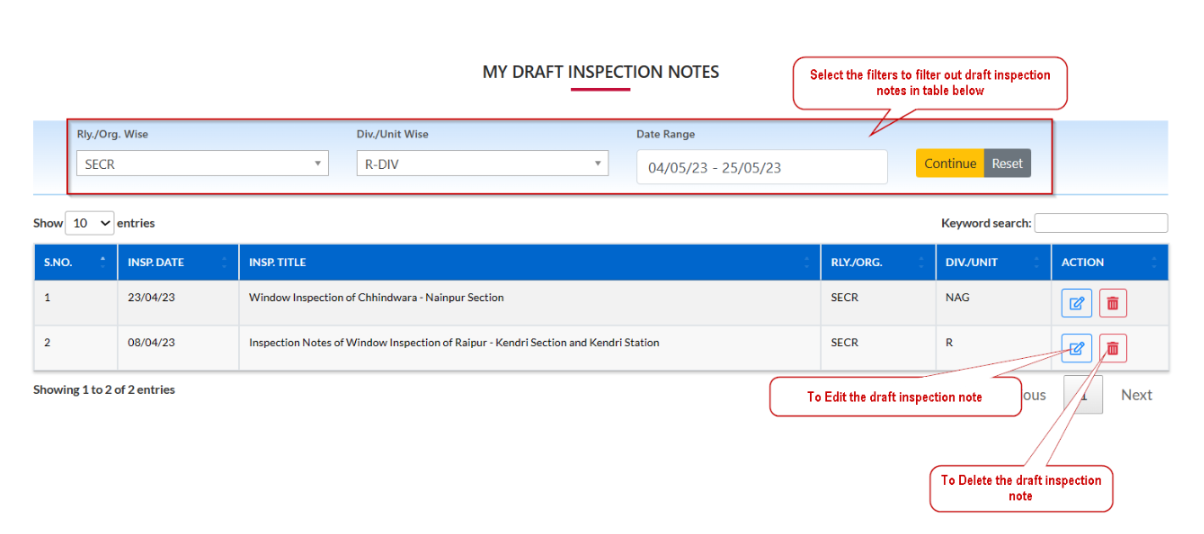 MY DRAFT INSPECTION NOTES
Select the filters to filter out draft inspection
notes in table below
Rly./Org. Wise Div./Unit Wise Date Range
SECR R-DIV 04/05/23 - 25/05/23 Continue Reset
Show 10 entries Keyword search:
S.NO. INSP. DATE INSP. TITLE RLY./ORG. DIV./UNIT ACTION
1 23/04/23 Window Inspection of Chhindwara - Nainpur Section SECR NAG
2 08/04/23 Inspection Notes of Window Inspection of Raipur - Kendri Section and Kendri Station SECR R
Showing 1 to 2 of 2 entries To Edit the draft inspection note ous 1 Next
To Delete the draft inspection
note